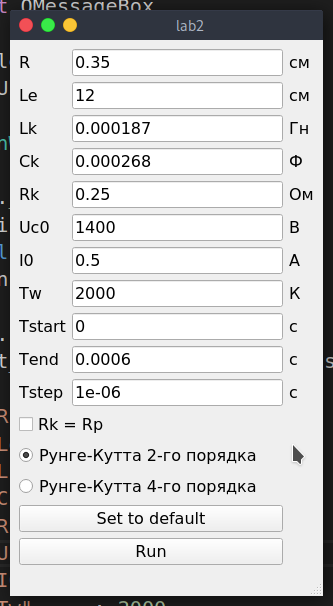 t QMessageBox
lab2
R 0.35 см
Le 12 см
Lk 0.000187 Гн
Ck 0.000268 Ф
Rk 0.25 Ом
Uc0 1400 В
I0 0.5 А
Tw 2000 К
Tstart 0 с
Tend 0.0006 с
Tstep 1e-06 с
Rk = Rp
Рунге-Кутта 2-го порядка
Рунге-Кутта 4-го порядка
Set to default
Run